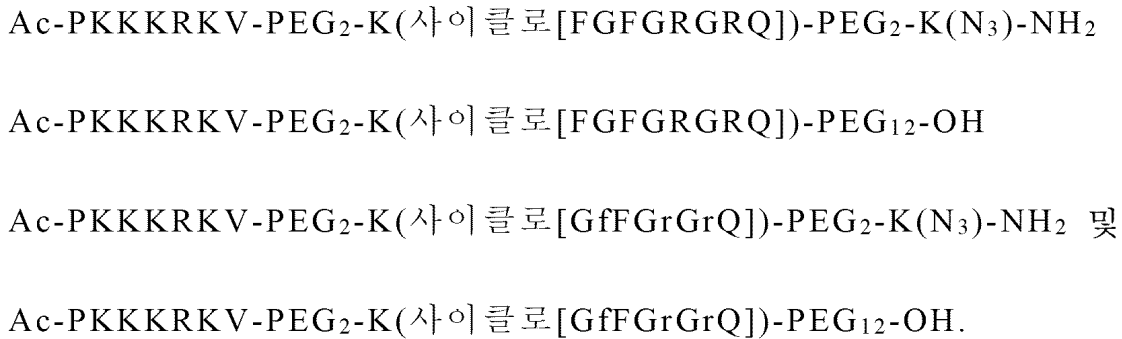 Ac-PKKKRKV-PEG₂-K(사이클로[FGFGRGRQ])-PEG₂-K(N₃)-NH₂
Ac-PKKKRKV-PEG₂-K(사이클로[FGFGRGRQ])-PEG₁₂-OH
Ac-PKKKRKV-PEG₂-K(사이클로[GfFGrGrQ])-PEG₂-K(N₃)-NH₂ 및
Ac-PKKKRKV-PEG₂-K(사이클로[GfFGrGrQ])-PEG₁₂-OH.